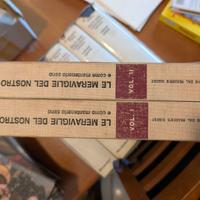 LE MERAVIGLIE DEL NOSTRO
e come mantenerlo sano
VOL. II
LE MERAVIGLIE DEL NOSTRO
e come mantenerlo sano
VOL. I